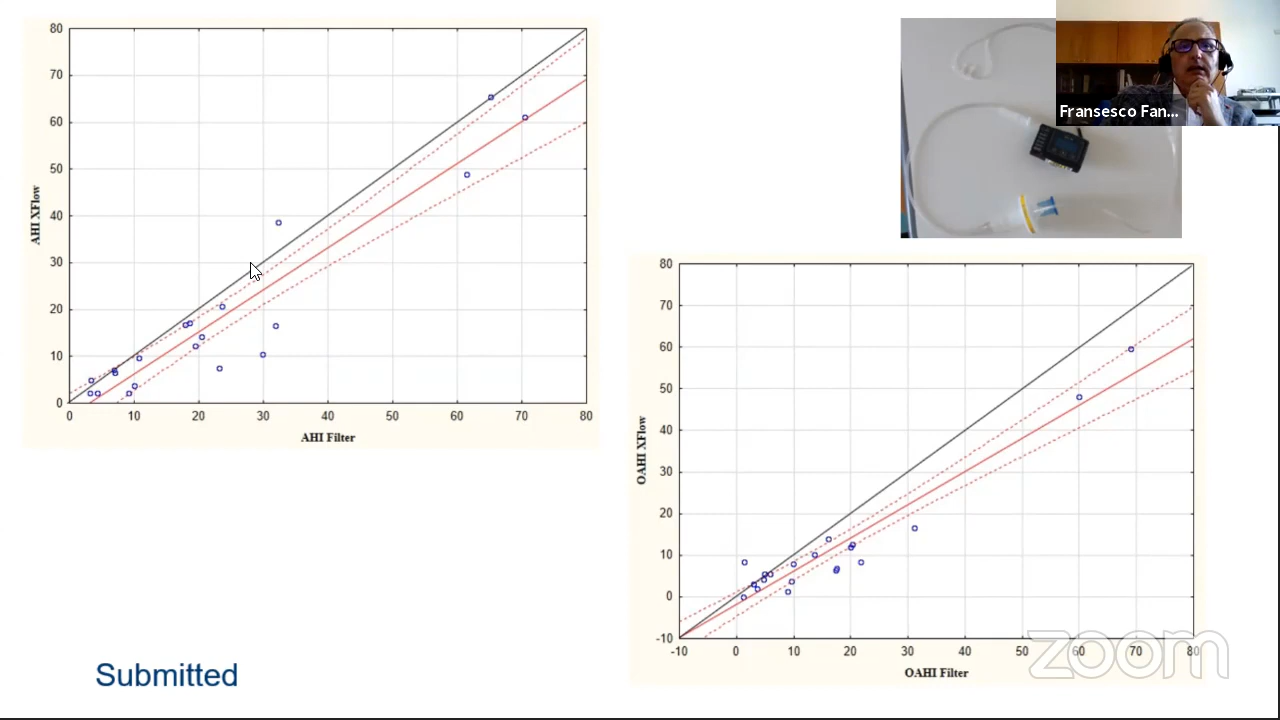 80
70
60
50
40
30
20
10
0
AHI XFlow
0 10 20 30 40 50 60 70 80
AHI Filter
Fransesco Fan...
80
70
60
50
40
30
20
10
0
-10
OAHI XFlow
-10 0 10 20 30 40 50 60 70 80
OAHI Filter
Submitted
zoom